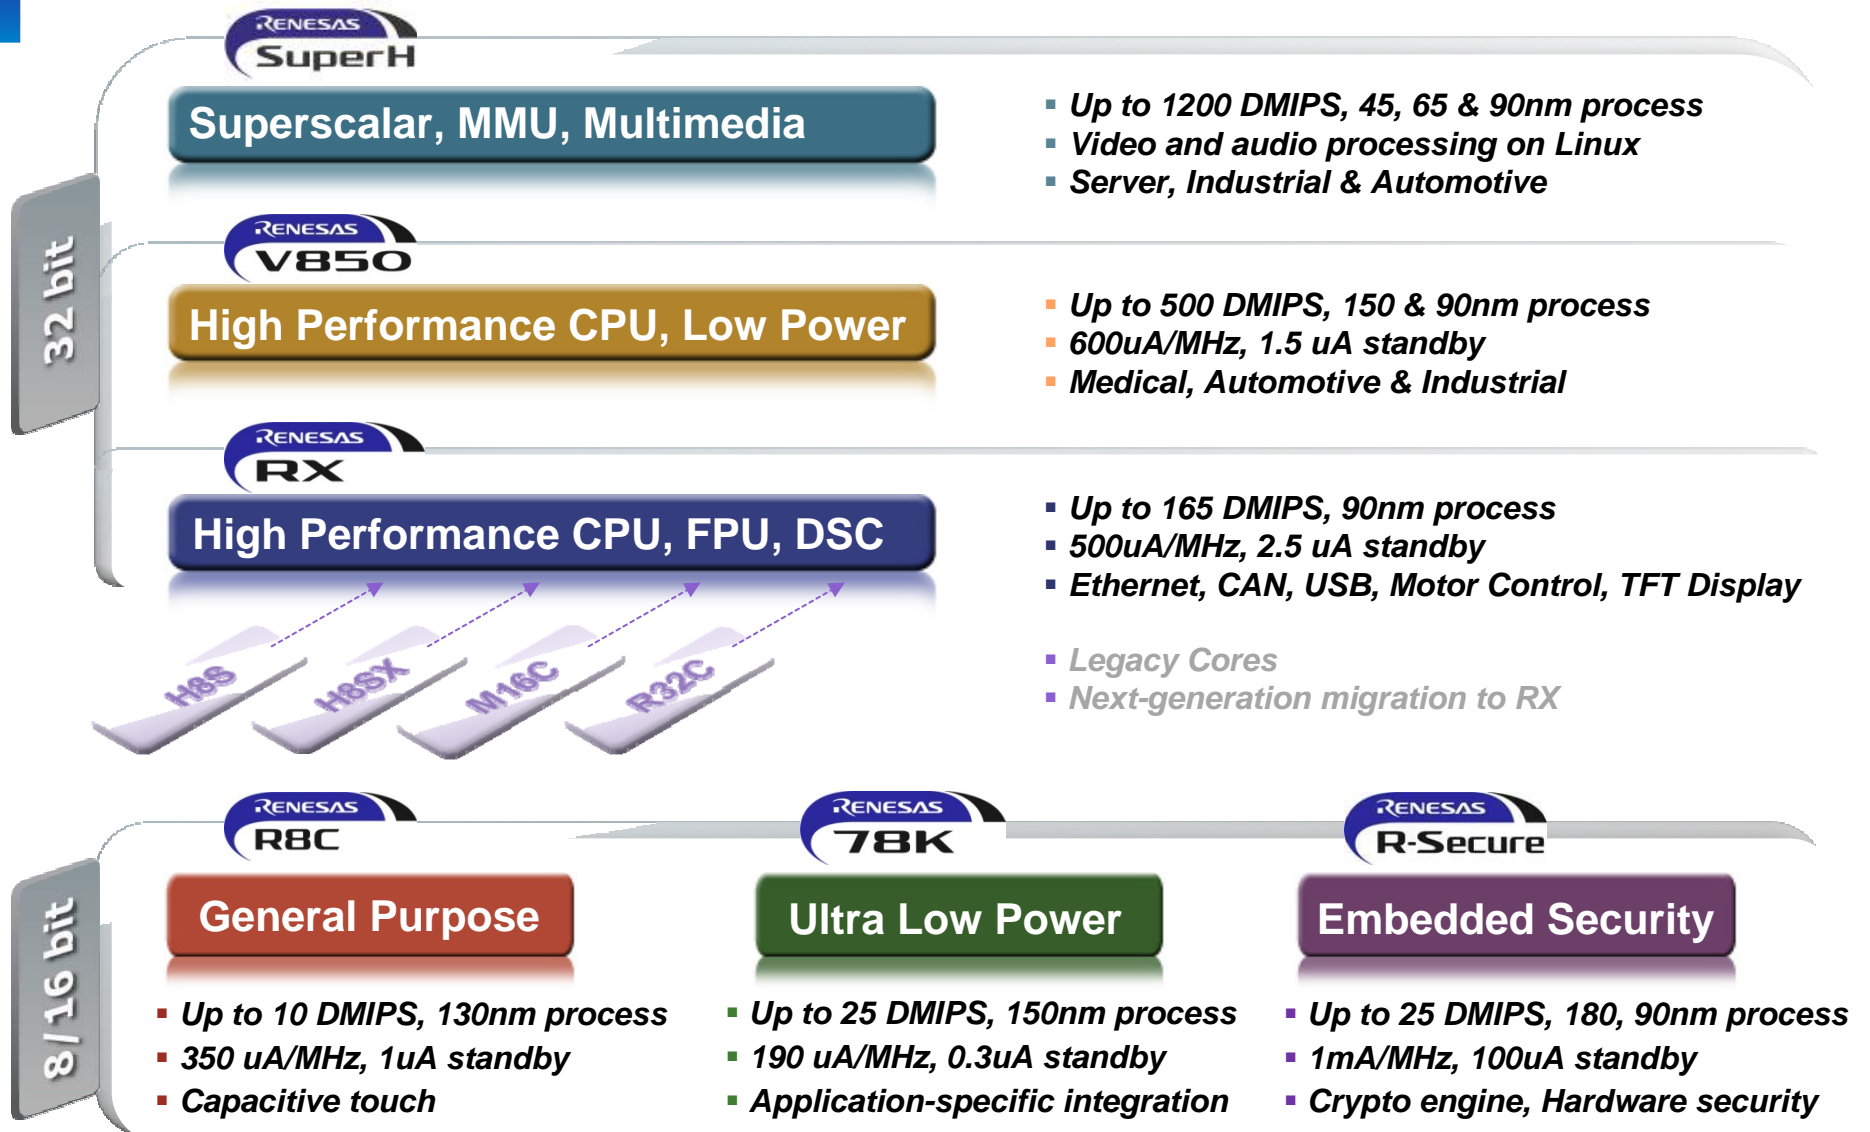 RENESAS
SuperH
Superscalar, MMU, Multimedia
Up to 1200 DMIPS, 45, 65 & 90nm process
Video and audio processing on Linux
Server, Industrial & Automotive
32 bit
RENESAS
V850
High Performance CPU, Low Power
Up to 500 DMIPS, 150 & 90nm process
600uA/MHz, 1.5 uA standby
Medical, Automotive & Industrial
RENESAS
RX
High Performance CPU, FPU, DSC
Up to 165 DMIPS, 90nm process
500uA/MHz, 2.5 uA standby
Ethernet, CAN, USB, Motor Control, TFT Display
H8S
H8SX
M16C
R32C
Legacy Cores
Next-generation migration to RX
8/16 bit
RENESAS
R8C
General Purpose
Up to 10 DMIPS, 130nm process
350 uA/MHz, 1uA standby
Capacitive touch
RENESAS
78K
Ultra Low Power
Up to 25 DMIPS, 150nm process
190 uA/MHz, 0.3uA standby
Application-specific integration
RENESAS
R-Secure
Embedded Security
Up to 25 DMIPS, 180, 90nm process
1mA/MHz, 100uA standby
Crypto engine, Hardware security